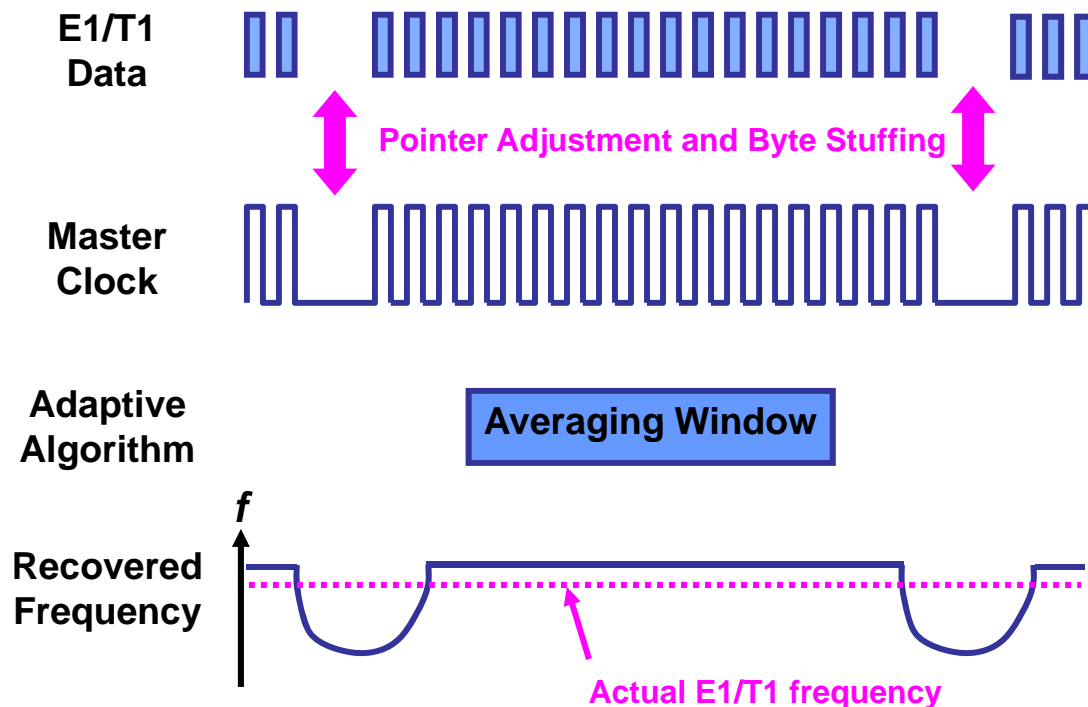 E1/T1
Data
Pointer Adjustment and Byte Stuffing
Master
Clock
Adaptive
Algorithm
Averaging Window
f
Recovered
Frequency
Actual E1/T1 frequency